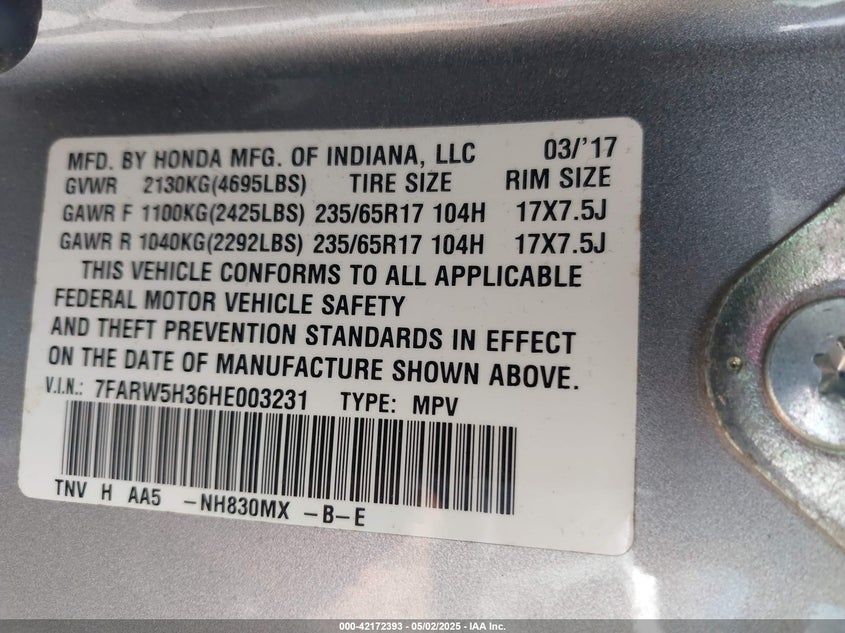 MFD. BY HONDA MFG. OF INDIANA, LLC 03/'17
GVWR 2130KG(4695LBS) TIRE SIZE RIM SIZE
GAWR F 1100KG(2425LBS) 235/65R17 104H 17X7.5J
GAWR R 1040KG(2292LBS) 235/65R17 104H 17X7.5J
THIS VEHICLE CONFORMS TO ALL APPLICABLE
FEDERAL MOTOR VEHICLE SAFETY
AND THEFT PREVENTION STANDARDS IN EFFECT
ON THE DATE OF MANUFACTURE SHOWN ABOVE.
V.I.N.: 7FARW5H36HE003231 TYPE: MPV
TNV H AA5 -NH830MX -B-E
000-42172393 - 05/02/2025 - IAA Inc.